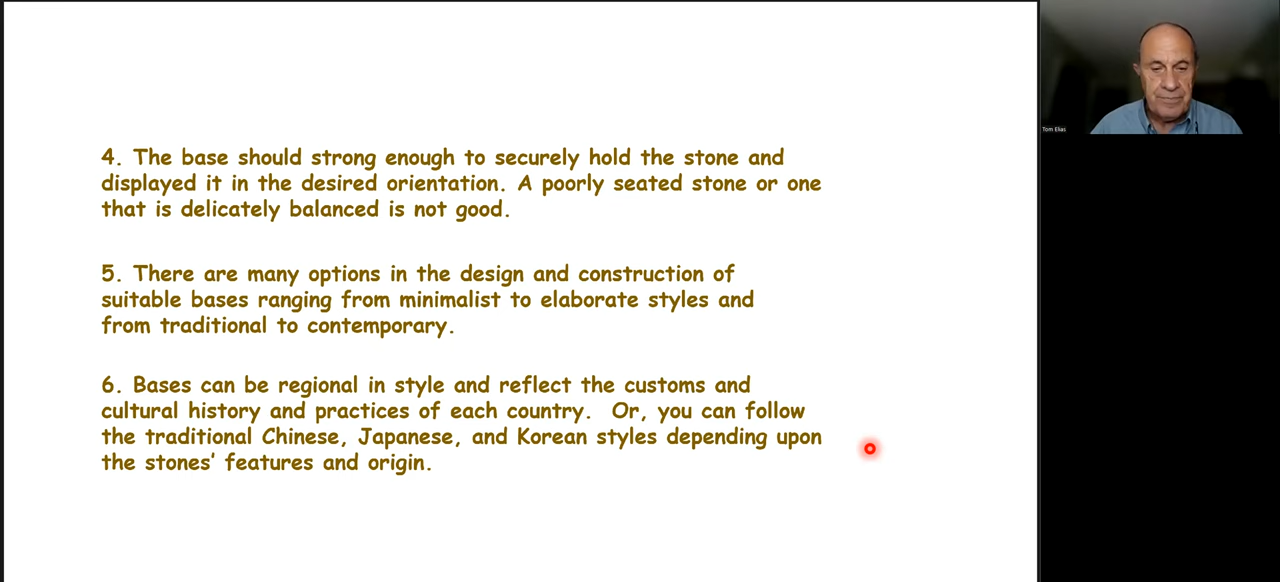 4. The base should strong enough to securely hold the stone and
displayed it in the desired orientation. A poorly seated stone or one
that is delicately balanced is not good.
5. There are many options in the design and construction of
suitable bases ranging from minimalist to elaborate styles and
from traditional to contemporary.
6. Bases can be regional in style and reflect the customs and
cultural history and practices of each country.  Or, you can follow
the traditional Chinese, Japanese, and Korean styles depending upon
the stones’ features and origin.
Tom Elias